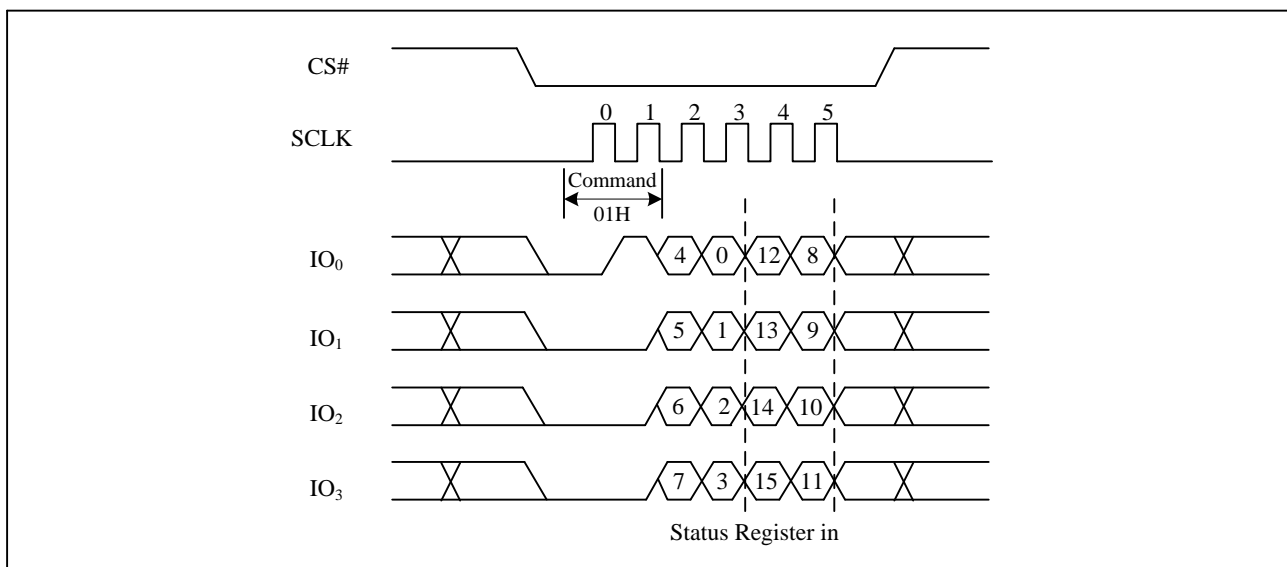 CS#
0 1 2 3 4 5
SCLK
Command
01H
IO₀ 4 0 12 8
IO₁ 5 1 13 9
IO₂ 6 2 14 10
IO₃ 7 3 15 11
Status Register in